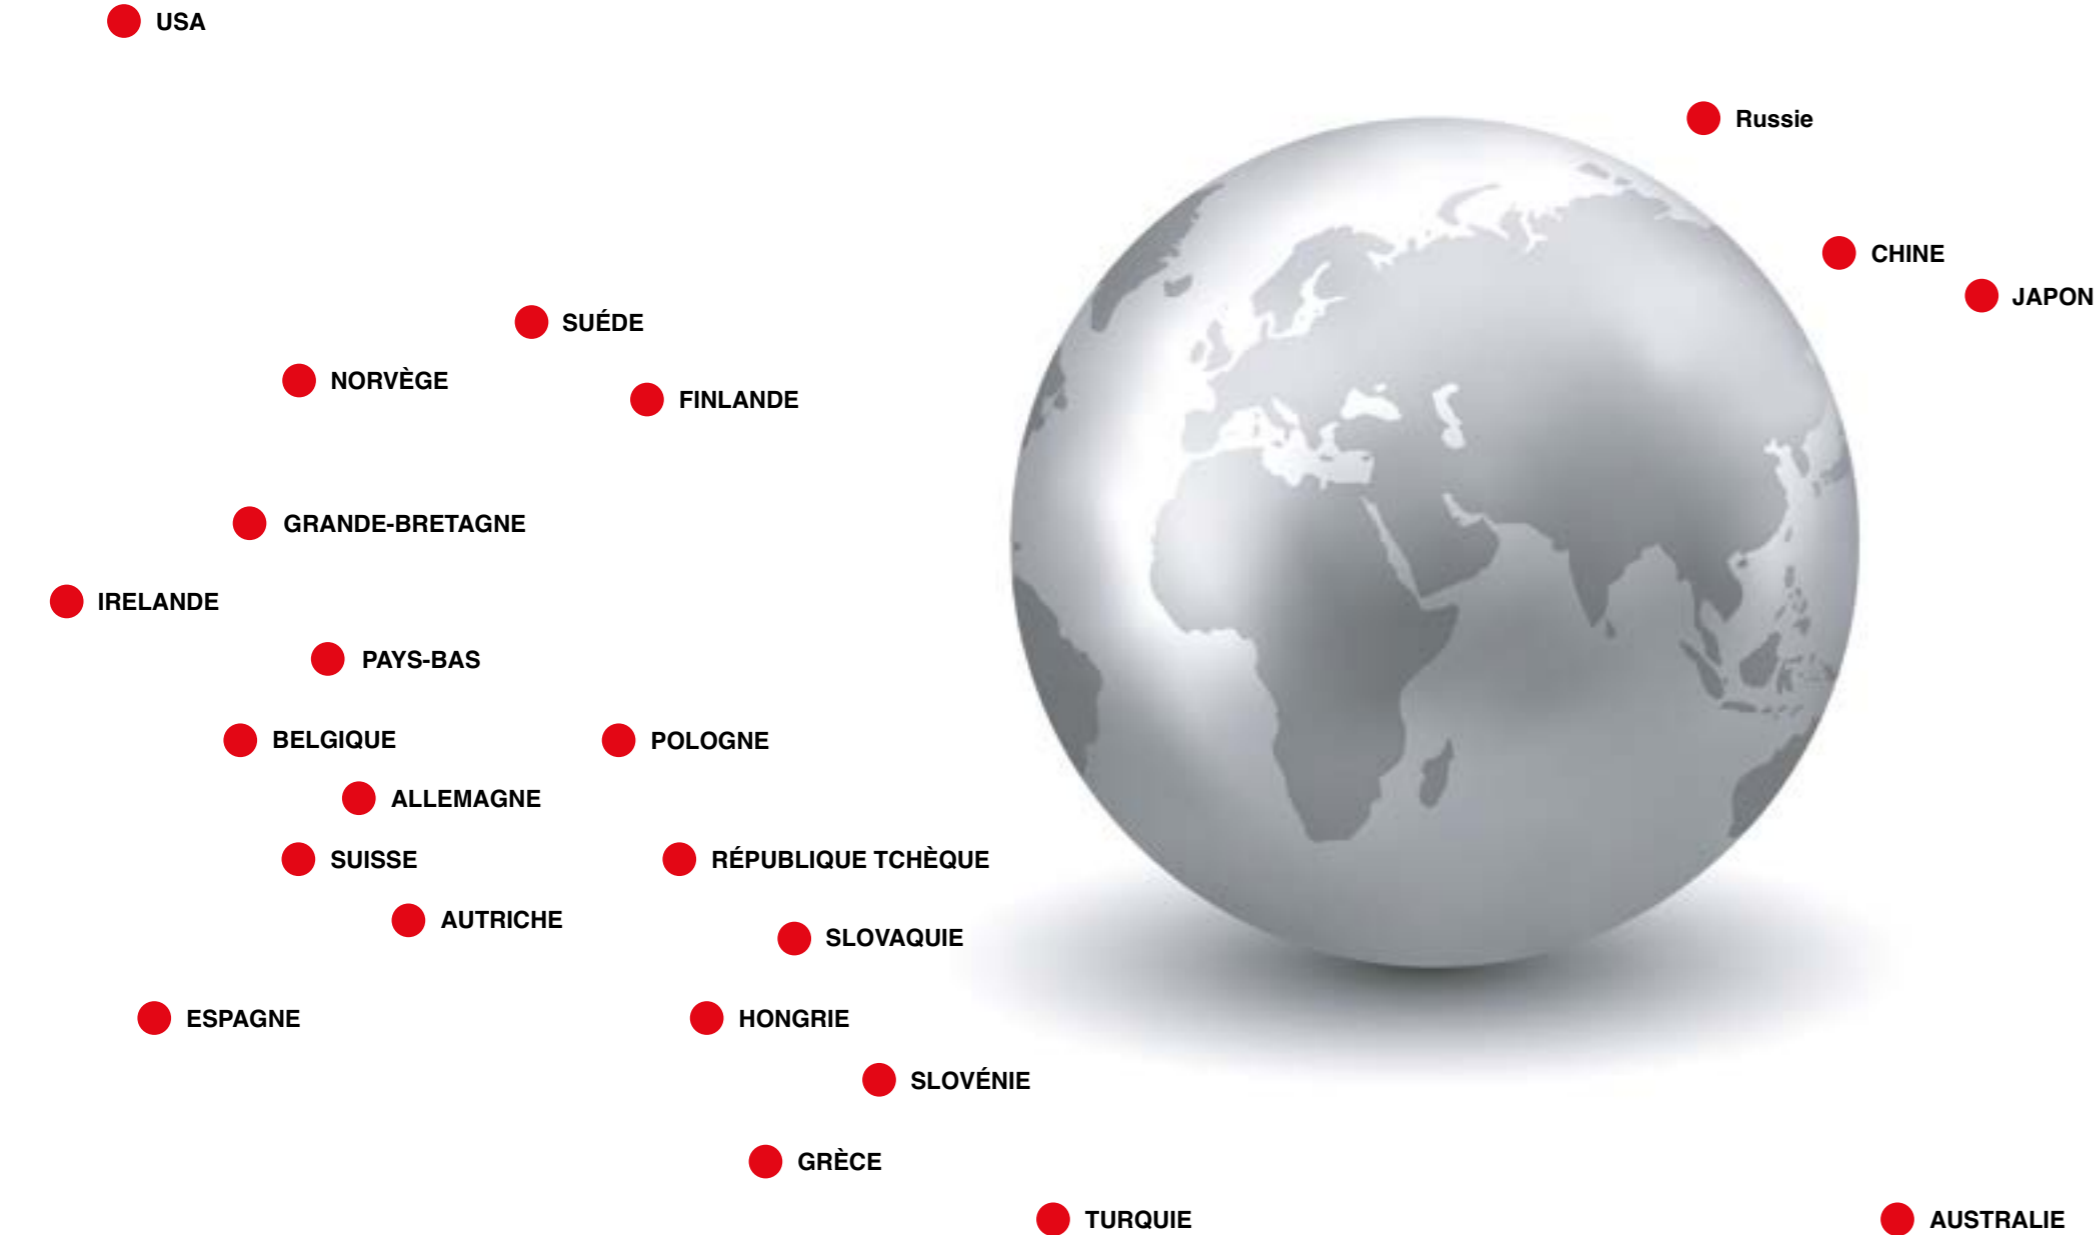 USA
Russie
CHINE
JAPON
SUÉDE
NORVÈGE
FINLANDE
GRANDE-BRETAGNE
IRELANDE
PAYS-BAS
BELGIQUE
POLOGNE
ALLEMAGNE
SUISSE
RÉPUBLIQUE TCHÈQUE
AUTRICHE
SLOVAQUIE
ESPAGNE
HONGRIE
SLOVÉNIE
GRÈCE
TURQUIE
AUSTRALIE